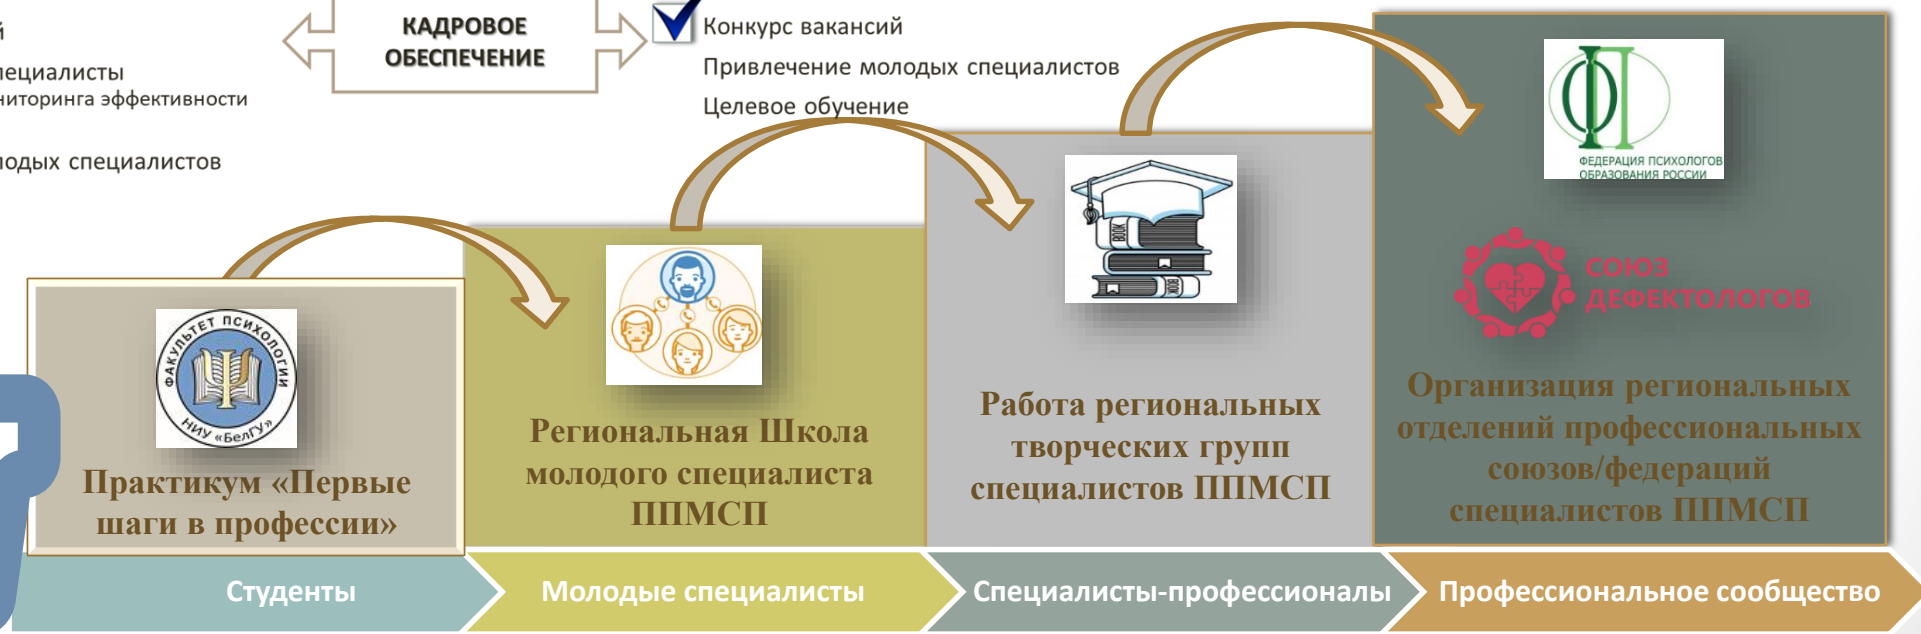 КАДРОВОЕ
ОБЕСПЕЧЕНИЕ
Конкурс вакансий
Привлечение молодых специалистов
Целевое обучение
ниторинга эффективности
специалистов
ФАКУЛЬТЕТ ПСИХОЛОГИИ
НИУ «БелГУ»
Практикум «Первые
шаги в профессии»
Региональная Школа
молодого специалиста
ППМСП
BOOK
BOOK
Работа региональных
творческих групп
специалистов ППМСП
ФЕДЕРАЦИЯ ПСИХОЛОГОВ
ОБРАЗОВАНИЯ РОССИИ
СОЮЗ
ДЕФЕКТОЛОГОВ
Организация региональных
отделений профессиональных
союзов/федераций
специалистов ППМСП
Студенты
Молодые специалисты
Специалисты-профессионалы
Профессиональное сообщество